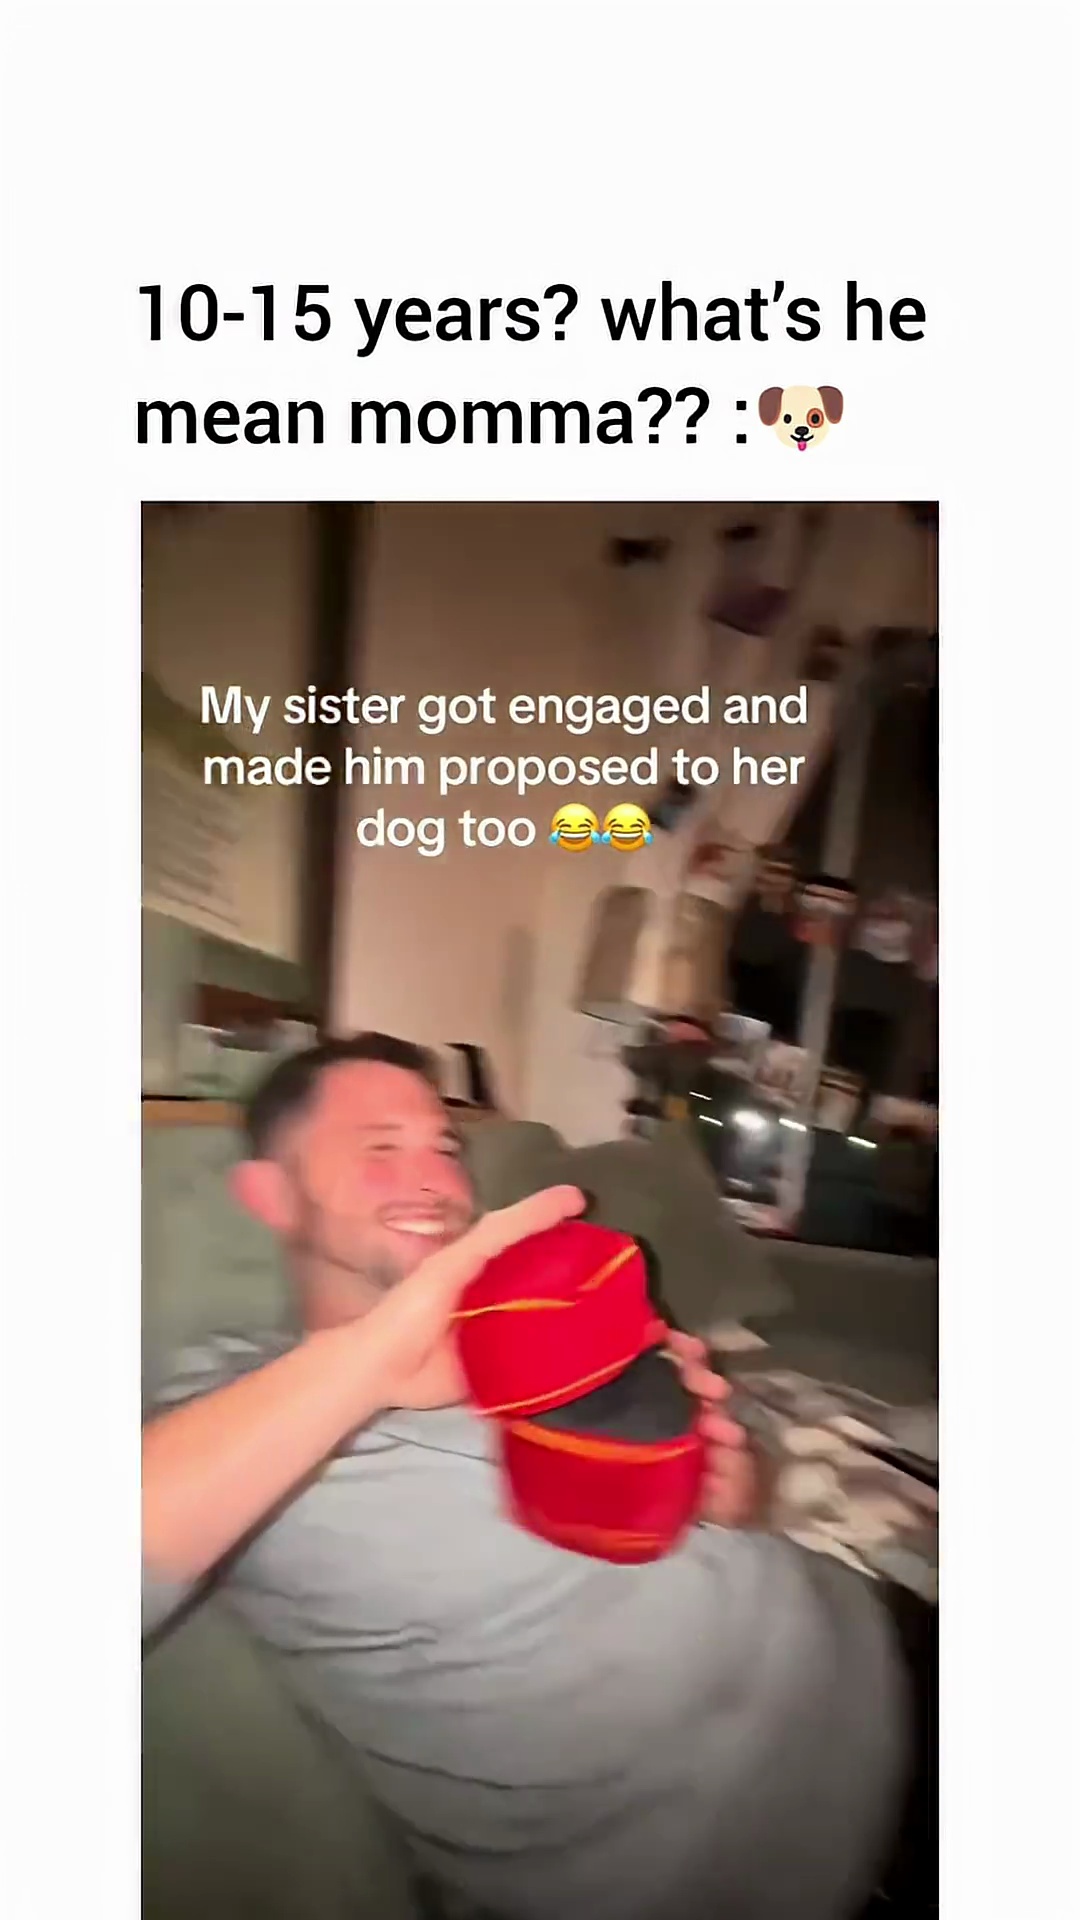 10-15 years? what's he
mean momma?? :🐶
My sister got engaged and
made him proposed to her
dog too 😂😂